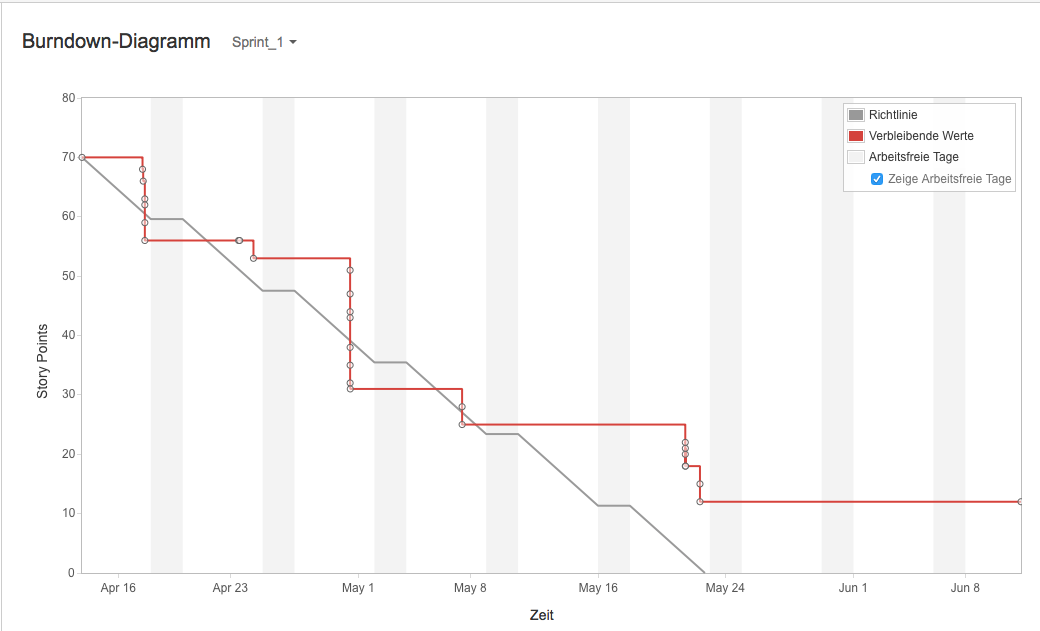 Burndown-Diagramm Sprint_1
Richtlinie
Verbleibende Werte
Arbeitsfreie Tage
Zeige Arbeitsfreie Tage
80
70
60
50
40
30
20
10
0
Story Points
Apr 16 Apr 23 May 1 May 8 May 16 May 24 Jun 1 Jun 8
Zeit